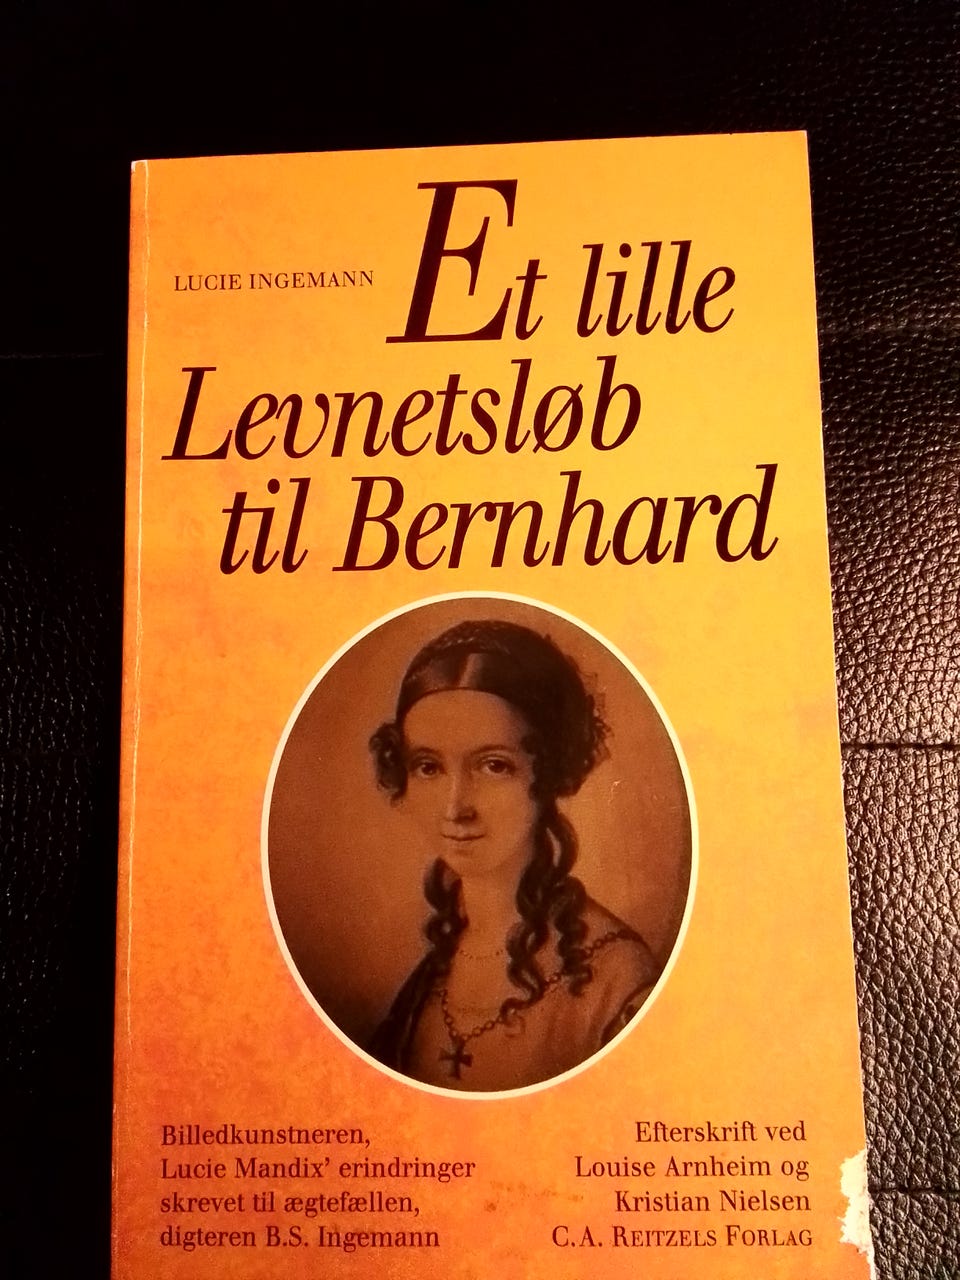 LUCIE INGEMANN
Et lille
Levnetsløb
til Bernhard
Billedkunstneren,
Lucie Mandix' erindringer
skrevet til ægtefællen,
digteren B.S. Ingemann
Efterskrift ved
Louise Arnheim og
Kristian Nielsen
C.A. REITZELS FORLAG